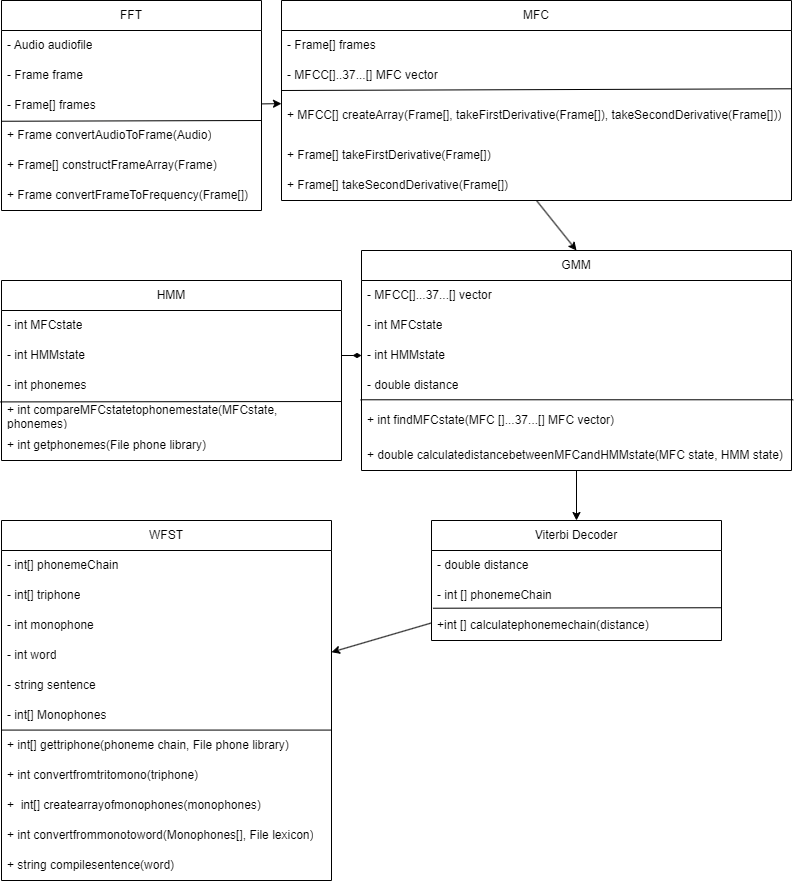 FFT
- Audio audiofile
- Frame frame
- Frame[] frames
+ Frame convertAudioToFrame(Audio)
+ Frame[] constructFrameArray(Frame)
+ Frame convertFrameToFrequency(Frame[])
MFC
- Frame[] frames
- MFCC[]..37...[] MFC vector
+ MFCC[] createArray(Frame[], takeFirstDerivative(Frame[]), takeSecondDerivative(Frame[]))
+ Frame[] takeFirstDerivative(Frame[])
+ Frame[] takeSecondDerivative(Frame[])
HMM
- int MFCstate
- int HMMstate
- int phonemes
+ int compareMFCstatetophonemestate(MFCstate,
phonemes)
+ int getphonemes(File phone library)
GMM
- MFCC[]...37...[] vector
- int MFCstate
- int HMMstate
- double distance
+ int findMFCstate(MFC []...37...[] MFC vector)
+ double calculatedistancebetweenMFCandHMMstate(MFC state, HMM state)
WFST
- int[] phonemeChain
- int[] triphone
- int monophone
- int word
- string sentence
- int[] Monophones
+ int[] gettriphone(phoneme chain, File phone library)
+ int convertfromtritomono(triphone)
+  int[] createarrayofmonophones(monophones)
+ int convertfrommonotoword(Monophones[], File lexicon)
+ string compilesentence(word)
Viterbi Decoder
- double distance
- int [] phonemeChain
+int [] calculatephonemechain(distance)